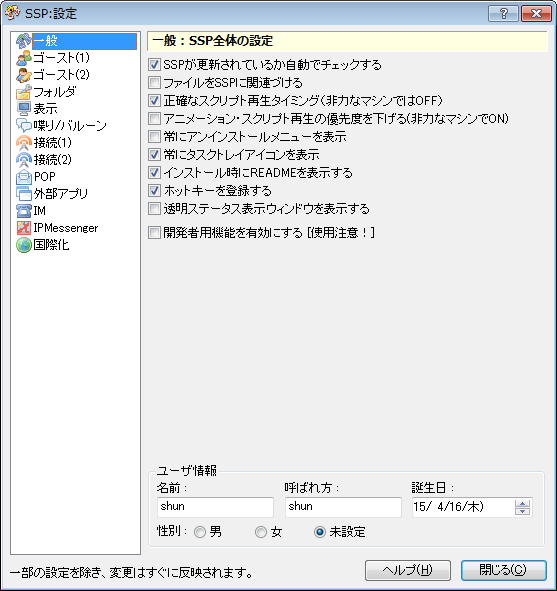 SSP:設定
一般
ゴースト(1)
ゴースト(2)
フォルダ
表示
喋り/バルーン
接続(1)
接続(2)
POP
外部アプリ
IM
IPMessenger
国際化
一般：SSP全体の設定
SSPが更新されているか自動でチェックする
ファイルをSSPに関連づける
正確なスクリプト再生タイミング(非力なマシンではOFF)
アニメーション・スクリプト再生の優先度を下げる(非力なマシンでON)
常にアンインストールメニューを表示
常にタスクトレイアイコンを表示
インストール時にREADMEを表示する
ホットキーを登録する
透明ステータス表示ウィンドウを表示する
開発者用機能を有効にする [使用注意！]
ユーザ情報
名前： 呼ばれ方： 誕生日：
shun shun 15/ 4/16/木)
性別： 男 女 未設定
一部の設定を除き、変更はすぐに反映されます。 ヘルプ(H) 閉じる(C)